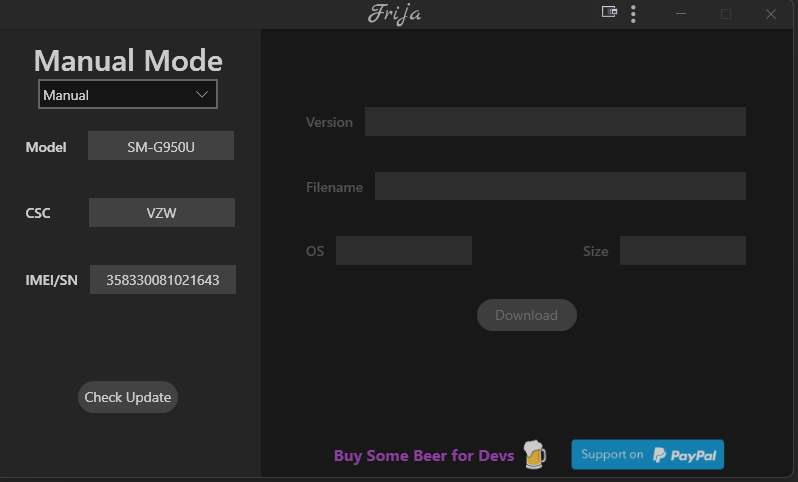 Frija
Manual Mode
Manual
Model SM-G950U
CSC VZW
IMEI/SN 358330081021643
Check Update
Version
Filename
OS Size
Download
Buy Some Beer for Devs
Support on PayPal